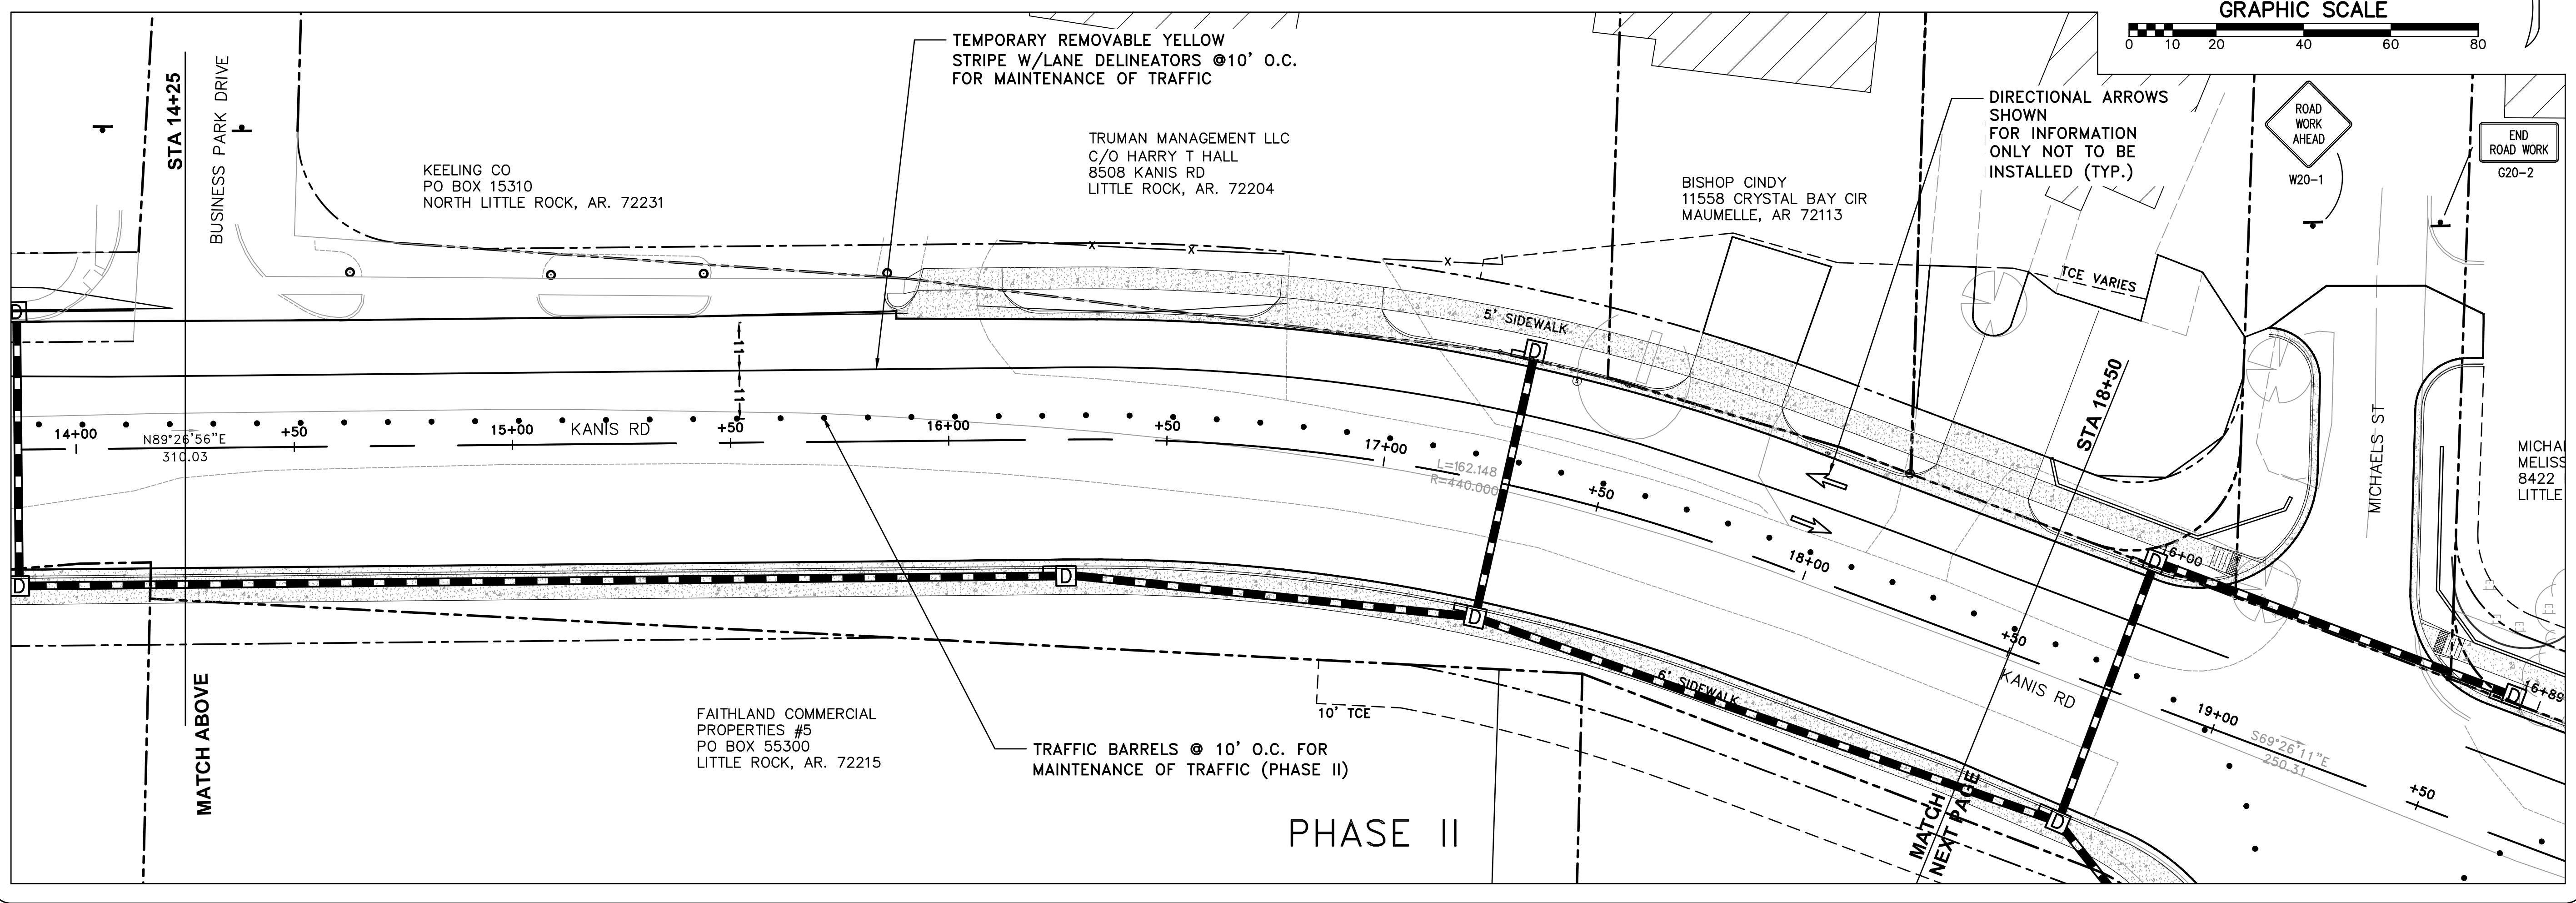 GRAPHIC SCALE
0 10 20 40 60 80
TEMPORARY REMOVABLE YELLOW
STRIPE W/LANE DELINEATORS @10' O.C.
FOR MAINTENANCE OF TRAFFIC
STA 14+25
BUSINESS PARK DRIVE
KEELING CO
PO BOX 15310
NORTH LITTLE ROCK, AR. 72231
TRUMAN MANAGEMENT LLC
C/O HARRY T HALL
8508 KANIS RD
LITTLE ROCK, AR. 72204
BISHOP CINDY
11558 CRYSTAL BAY CIR
MAUMELLE, AR 72113
DIRECTIONAL ARROWS
SHOWN
FOR INFORMATION
ONLY NOT TO BE
INSTALLED (TYP.)
ROAD
WORK
AHEAD
W20-1
END
ROAD WORK
G20-2
TCE VARIES
x
x
x
5' SIDEWALK
D
D
11'
11'
STA 18+50
MICHAELS ST
MICHA
MELISS
8422
LITTLE
14+00
N89°26'56"E
310.03
+50
15+00
KANIS RD
+50
16+00
+50
17+00
L=162.148
R=440.000
+50
18+00
+50
KANIS RD
19+00
S69°26'11"E
250.31
+50
D
16+00
D
16+89
D
D
D
D
6' SIDEWALK
10' TCE
MATCH ABOVE
FAITHLAND COMMERCIAL
PROPERTIES #5
PO BOX 55300
LITTLE ROCK, AR. 72215
TRAFFIC BARRELS @ 10' O.C. FOR
MAINTENANCE OF TRAFFIC (PHASE II)
PHASE II
MATCH
NEXT PAGE